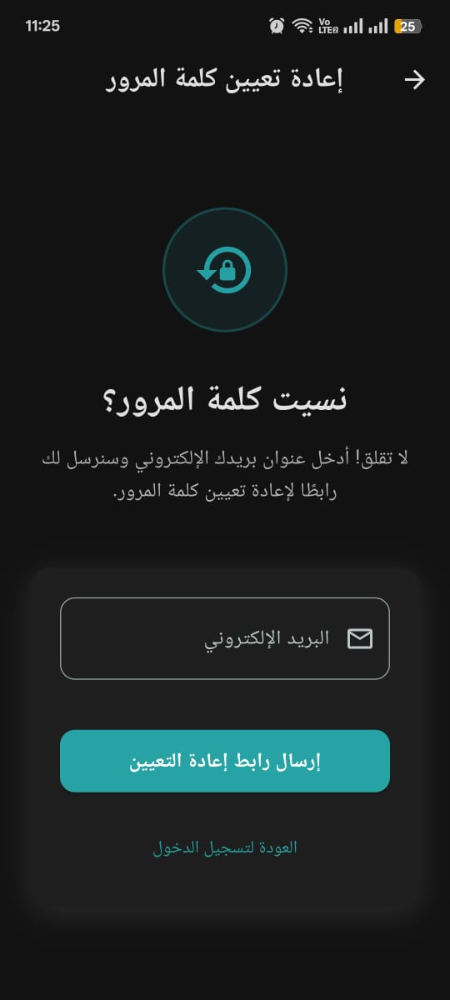 11:25
Vo
LTE
25
إعادة تعيين كلمة المرور
نسيت كلمة المرور؟
لا تقلق! أدخل عنوان بريدك الإلكتروني وسنرسل لك
رابطًا لإعادة تعيين كلمة المرور.
البريد الإلكتروني
إرسال رابط إعادة التعيين
العودة لتسجيل الدخول